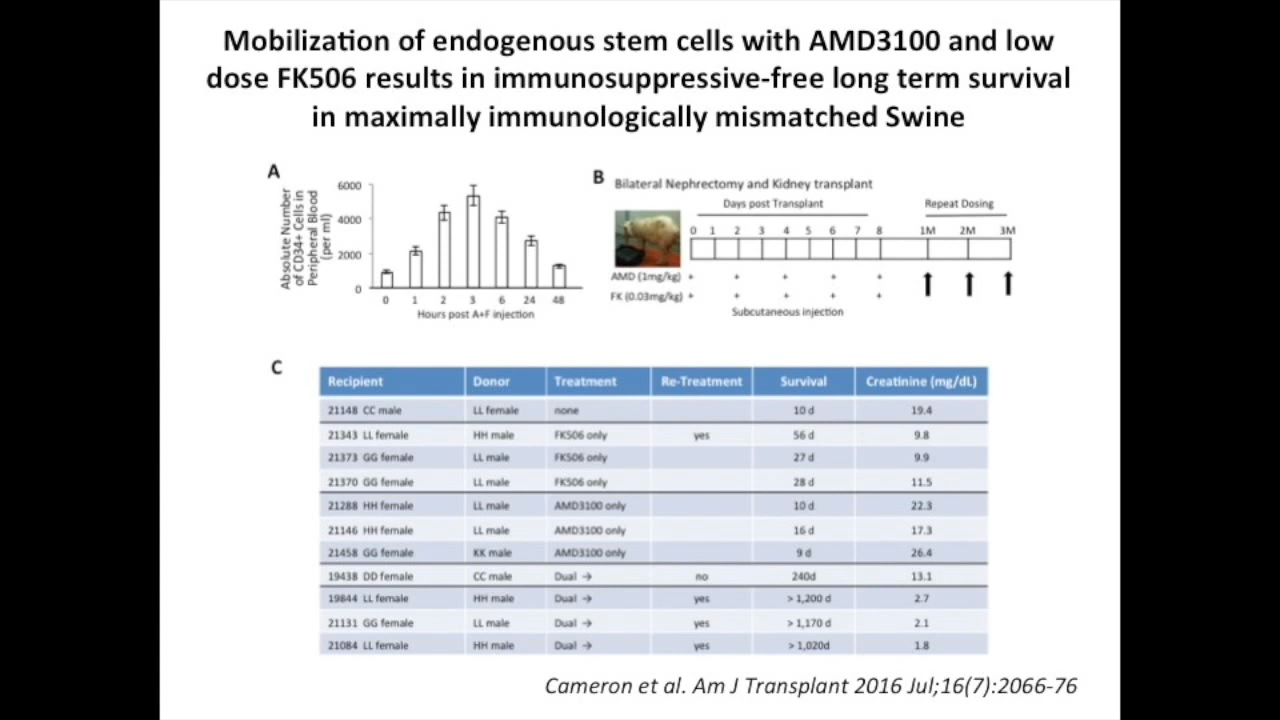 Mobilization of endogenous stem cells with AMD3100 and low
dose FK506 results in immunosuppressive-free long term survival
in maximally immunologically mismatched Swine
A
Absolute Number
of CD34+ Cells in
Peripheral Blood
(per ml)
6000
4000
2000
0
0 1 2 3 6 24 48
Hours post A+F injection
B
Bilateral Nephrectomy and Kidney transplant
Days post Transplant Repeat Dosing
0 1 2 3 4 5 6 7 8 1M 2M 3M
AMD (1mg/kg) + + + + +
FK (0.03mg/kg) + + + + +
Subcutaneous injection
C
Recipient Donor Treatment Re-Treatment Survival Creatinine (mg/dL)
21148 CC male LL female none 10 d 19.4
21343 LL female HH male FK506 only yes 56 d 9.8
21373 GG female LL male FK506 only 27 d 9.9
21370 GG female LL male FK506 only 28 d 11.5
21288 HH female LL male AMD3100 only 10 d 22.3
21146 HH female LL male AMD3100 only 16 d 17.3
21458 GG female KK male AMD3100 only 9 d 26.4
19438 DD female CC male Dual → no 240d 13.1
19844 LL female HH male Dual → yes > 1,200 d 2.7
21131 GG female LL male Dual → yes > 1,170 d 2.1
21084 LL female HH male Dual → yes > 1,020d 1.8
Cameron et al. Am J Transplant 2016 Jul;16(7):2066-76